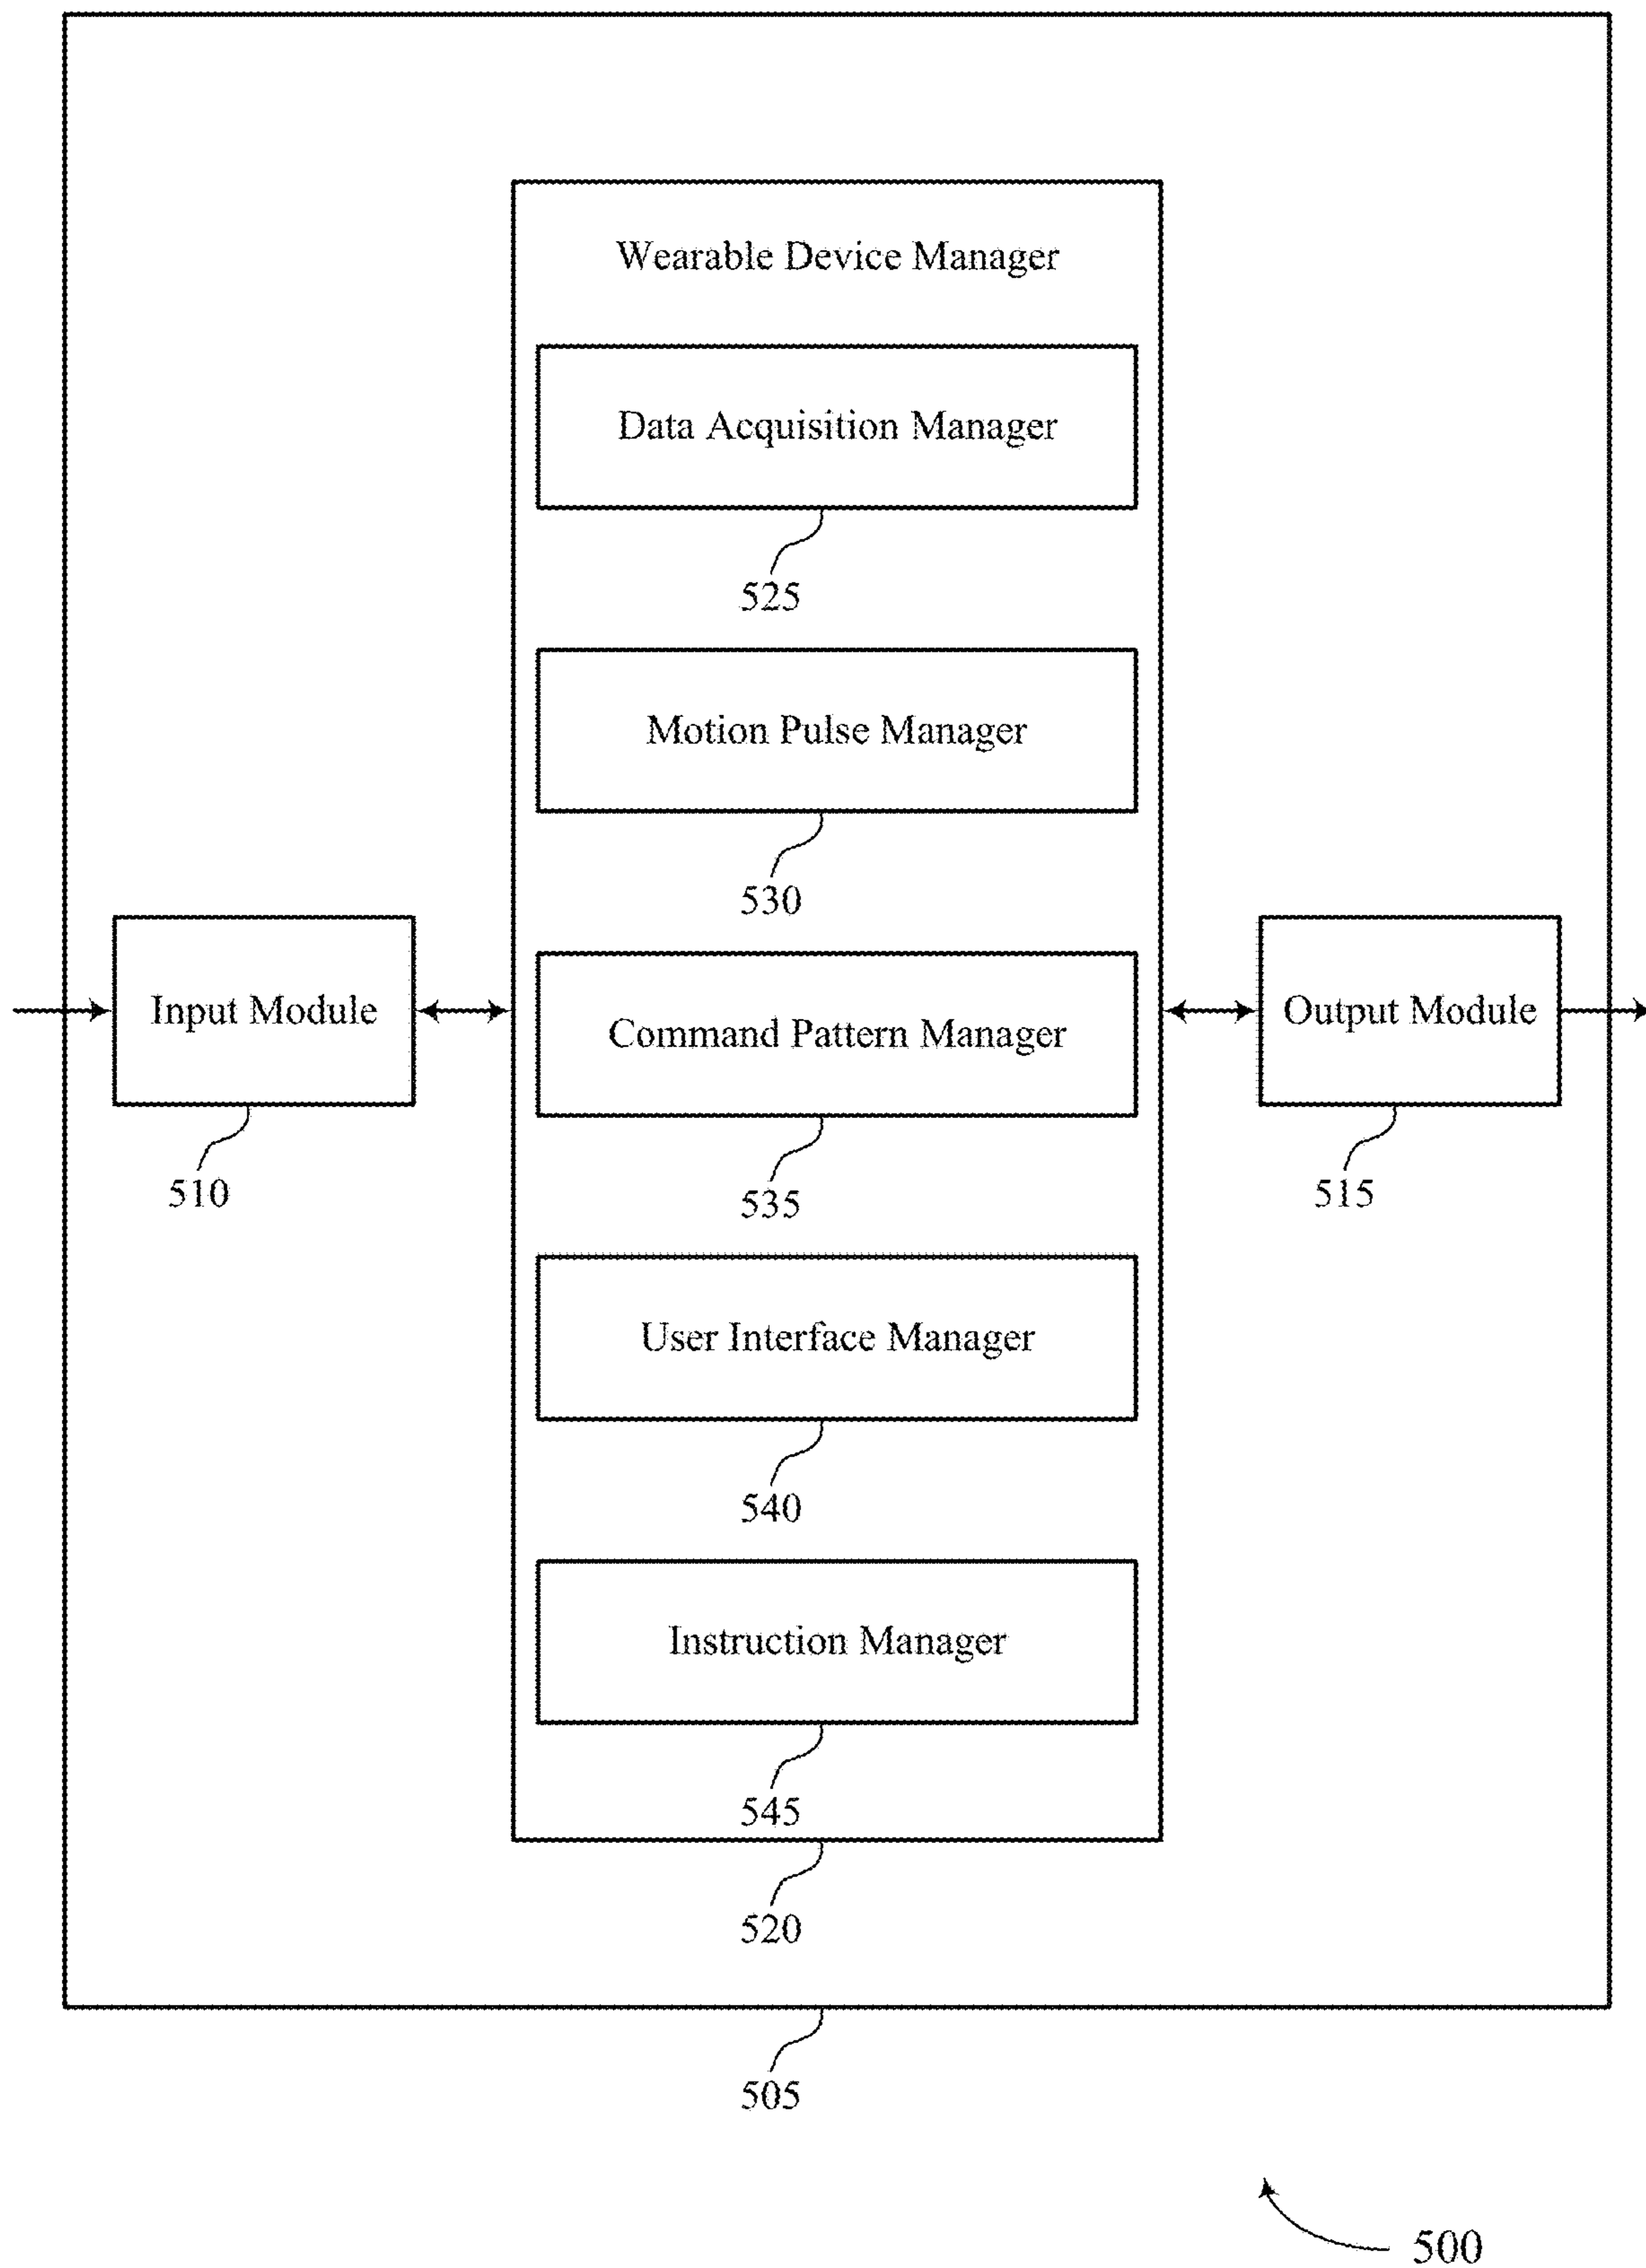 Wearable Device Manager
Data Acquisition Manager
525
Motion Pulse Manager
530
Input Module
510
Command Pattern Manager
535
Output Module
515
User Interface Manager
540
Instruction Manager
545
520
505
500